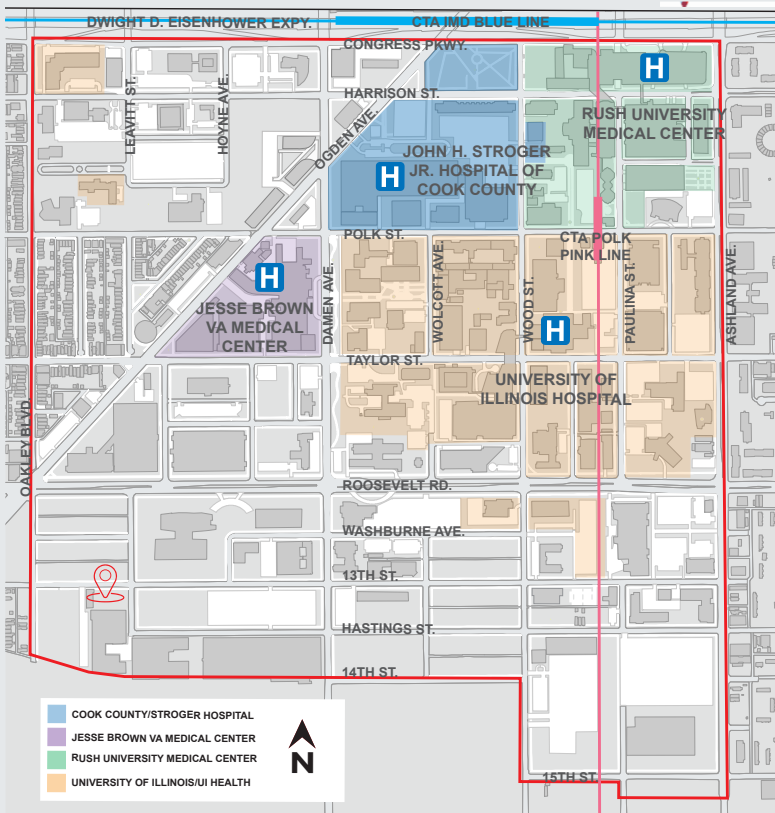 DWIGHT D. EISENHOWER EXPY.
CTA IMD BLUE LINE
CONGRESS PKWY.
H
LEAVITT ST.
HOYNE AVE.
HARRISON ST.
OGDEN AVE.
RUSH UNIVERSITY
MEDICAL CENTER
H
JOHN H. STROGER
JR. HOSPITAL OF
COOK COUNTY
POLK ST.
CTA POLK
PINK LINE
H
JESSE BROWN
VA MEDICAL
CENTER
DAMEN AVE.
WOLCOTT AVE.
WOOD ST.
H
PAULINA ST.
ASHLAND AVE.
TAYLOR ST.
UNIVERSITY OF
ILLINOIS HOSPITAL
OAKLEY BLVD.
ROOSEVELT RD.
WASHBURNE AVE.
13TH ST.
HASTINGS ST.
14TH ST.
15TH ST.
COOK COUNTY/STROGER HOSPITAL
JESSE BROWN VA MEDICAL CENTER
RUSH UNIVERSITY MEDICAL CENTER
UNIVERSITY OF ILLINOIS/UI HEALTH
N